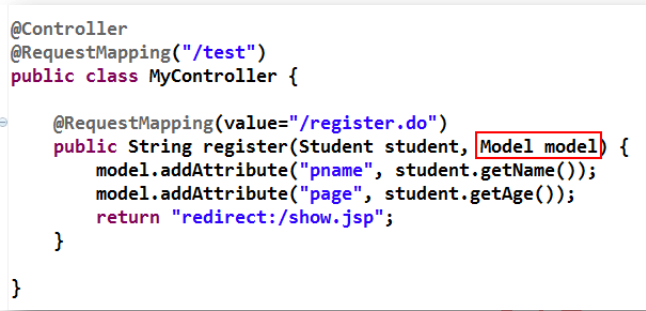 @Controller
@RequestMapping("/test")
public class MyController {
@RequestMapping(value="/register.do")
public String register(Student student, Model model) {
model.addAttribute("pname", student.getName());
model.addAttribute("page", student.getAge());
return "redirect:/show.jsp";
}
}